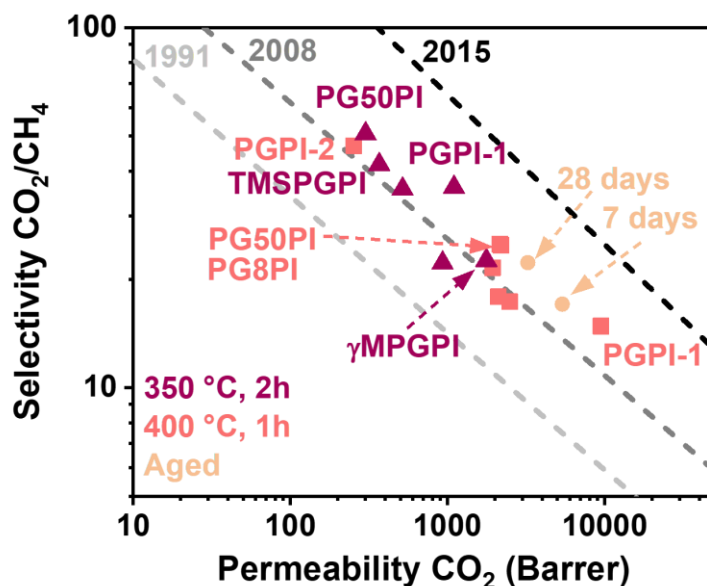 100
1991
2008
2015
PG50PI
PGPI-2
PGPI-1
TMSPGPI
28 days
7 days
PG50PI
PG8PI
γMPGPI
PGPI-1
10
350 °C, 2h
400 °C, 1h
Aged
Selectivity CO₂/CH₄
10
100
1000
10000
Permeability CO₂ (Barrer)